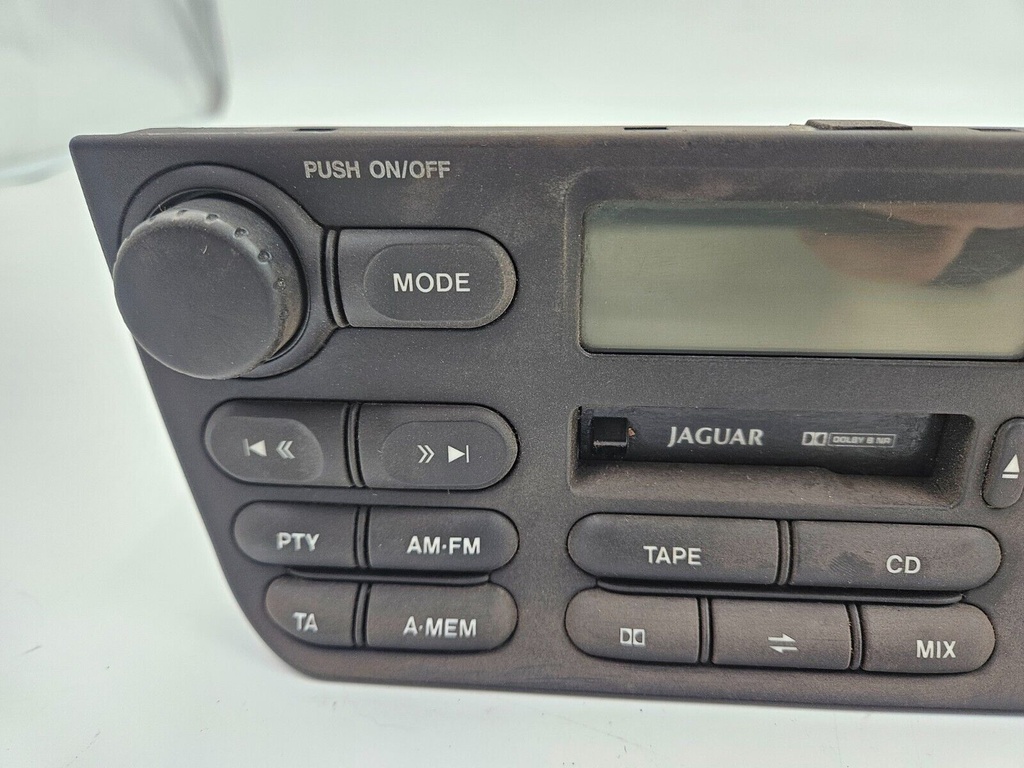 PUSH ON/OFF
MODE
JAGUAR DOLBY B NR
PTY AM·FM
TAPE CD
TA A·MEM
MIX